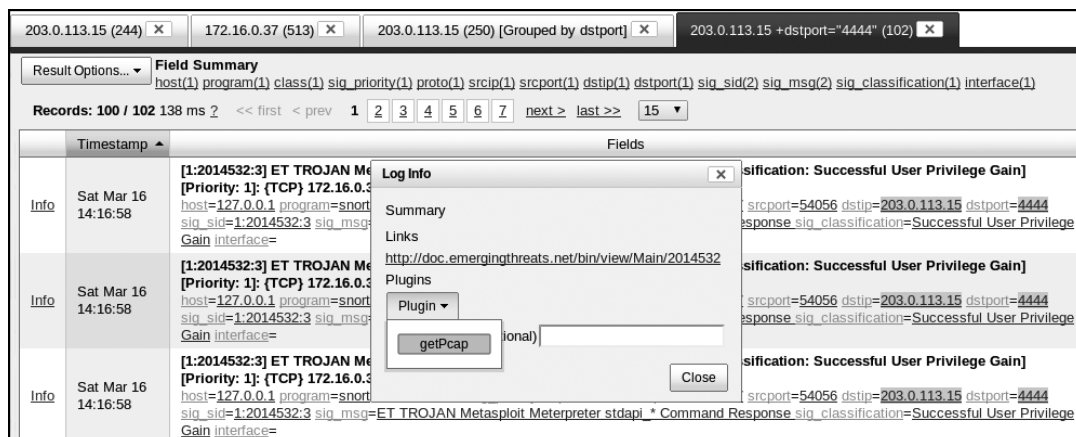 203.0.113.15 (244) 172.16.0.37 (513) 203.0.113.15 (250) [Grouped by dstport] 203.0.113.15 +dstport="4444" (102)
Result Options...
Field Summary
host(1) program(1) class(1) sig_priority(1) proto(1) srcip(1) srcport(1) dstip(1) dstport(1) sig_sid(2) sig_msg(2) sig_classification(1) interface(1)
Records: 100 / 102 138 ms ? << first < prev 1 2 3 4 5 6 7 next > last >> 15
Timestamp Fields
Info
Sat Mar 16
14:16:58
[1:2014532:3] ET TROJAN Me sification: Successful User Privilege Gain]
[Priority: 1]: {TCP} 172.16.0.3
host=127.0.0.1 program=snort srcport=54056 dstip=203.0.113.15 dstport=4444
sig_sid=1:2014532:3 sig_msg= esponse sig_classification=Successful User Privilege
Gain interface=
Info
Sat Mar 16
14:16:58
[1:2014532:3] ET TROJAN Me sification: Successful User Privilege Gain]
[Priority: 1]: {TCP} 172.16.0.3
host=127.0.0.1 program=snort srcport=54056 dstip=203.0.113.15 dstport=4444
sig_sid=1:2014532:3 sig_msg= esponse sig_classification=Successful User Privilege
Gain interface=
Info
Sat Mar 16
14:16:58
[1:2014532:3] ET TROJAN Me sification: Successful User Privilege Gain]
[Priority: 1]: {TCP} 172.16.0.3
host=127.0.0.1 program=snort srcport=54056 dstip=203.0.113.15 dstport=4444
sig_sid=1:2014532:3 sig_msg=ET TROJAN Metasploit Meterpreter stdapi_* Command Response sig_classification=Successful User Privilege
Gain interface=
Log Info
Summary
Links
http://doc.emergingthreats.net/bin/view/Main/2014532
Plugins
Plugin
getPcap
ional)
Close